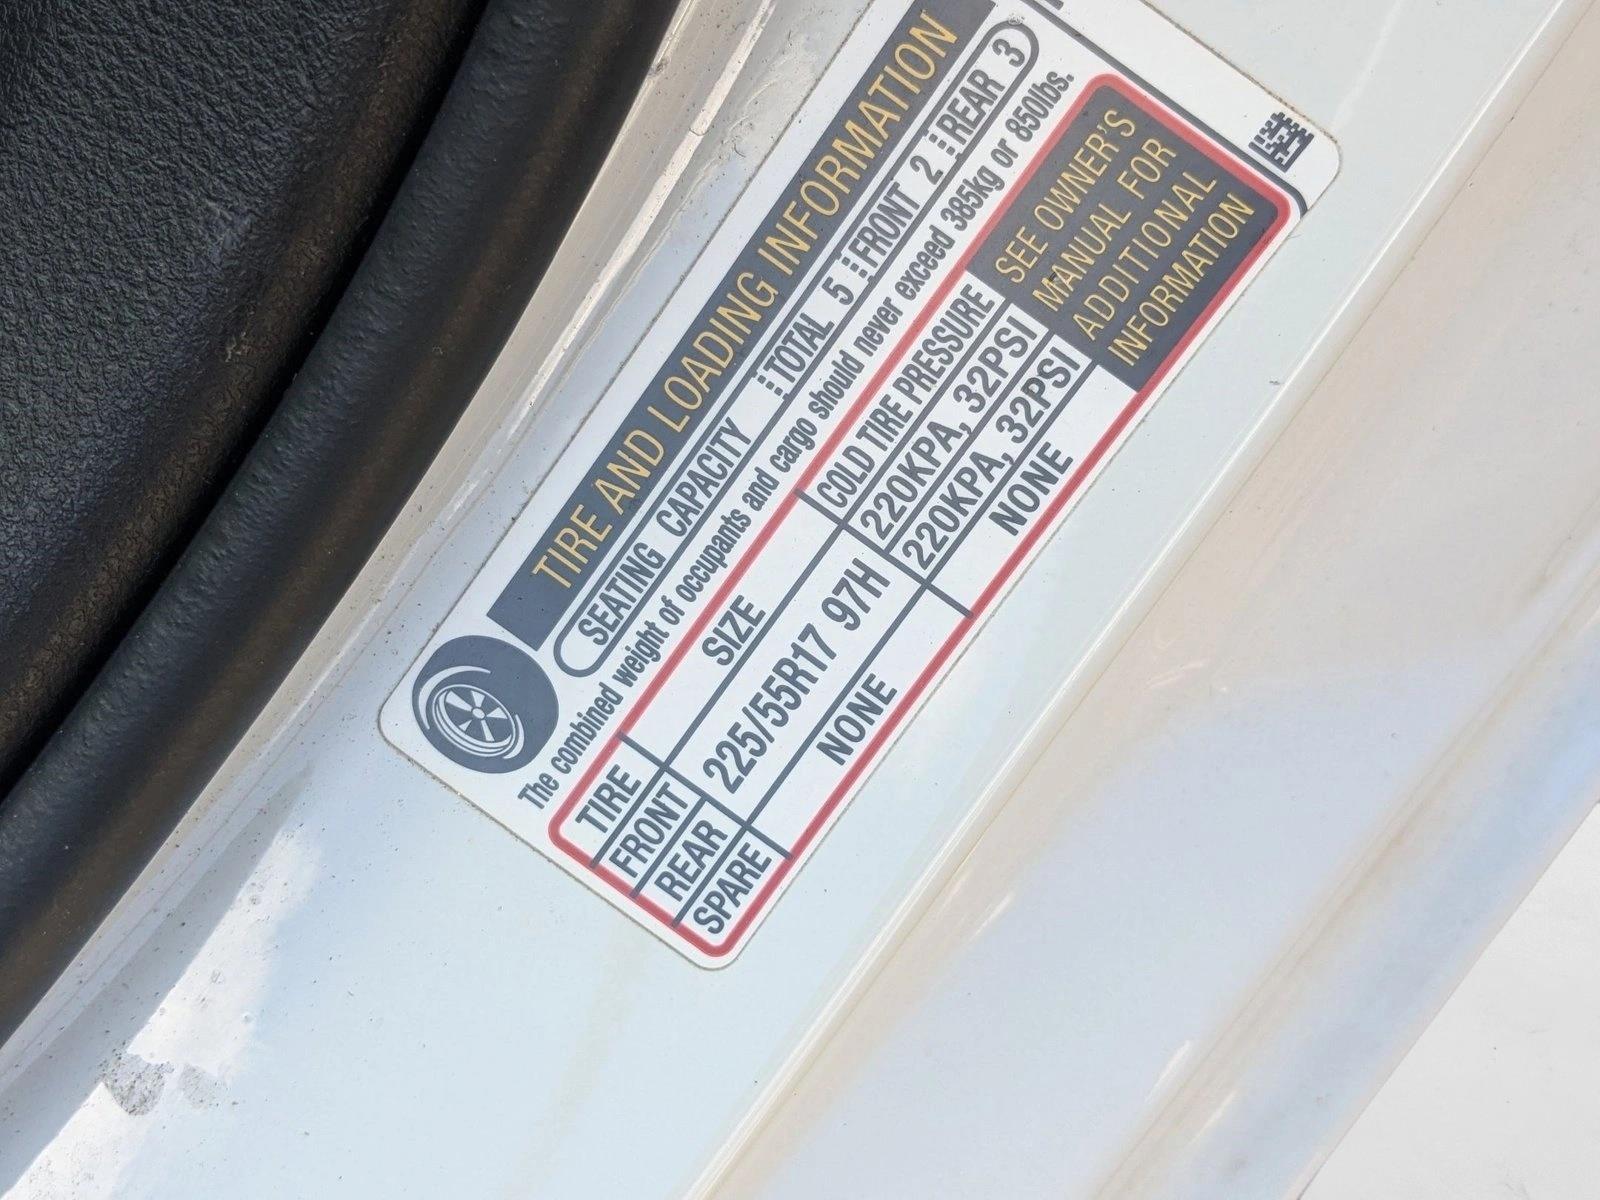 TIRE AND LOADING INFORMATION
SEATING CAPACITY TOTAL 5 FRONT 2 REAR 3
The combined weight of occupants and cargo should never exceed 385kg or 850lbs.
TIRE SIZE COLD TIRE PRESSURE
FRONT 225/55R17 97H 220KPA, 32PSI
REAR 220KPA, 32PSI
SPARE NONE NONE
SEE OWNER'S
MANUAL FOR
ADDITIONAL
INFORMATION